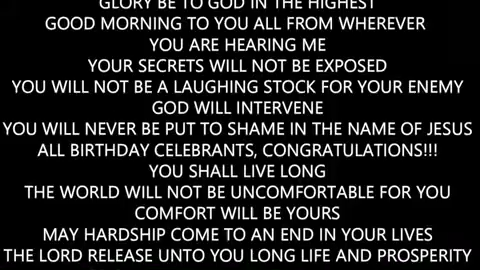 GLORY BE TO GOD IN THE HIGHEST
GOOD MORNING TO YOU ALL FROM WHEREVER
YOU ARE HEARING ME
YOUR SECRETS WILL NOT BE EXPOSED
YOU WILL NOT BE A LAUGHING STOCK FOR YOUR ENEMY
GOD WILL INTERVENE
YOU WILL NEVER BE PUT TO SHAME IN THE NAME OF JESUS
ALL BIRTHDAY CELEBRANTS, CONGRATULATIONS!!!
YOU SHALL LIVE LONG
THE WORLD WILL NOT BE UNCOMFORTABLE FOR YOU
COMFORT WILL BE YOURS
MAY HARDSHIP COME TO AN END IN YOUR LIVES
THE LORD RELEASE UNTO YOU LONG LIFE AND PROSPERITY